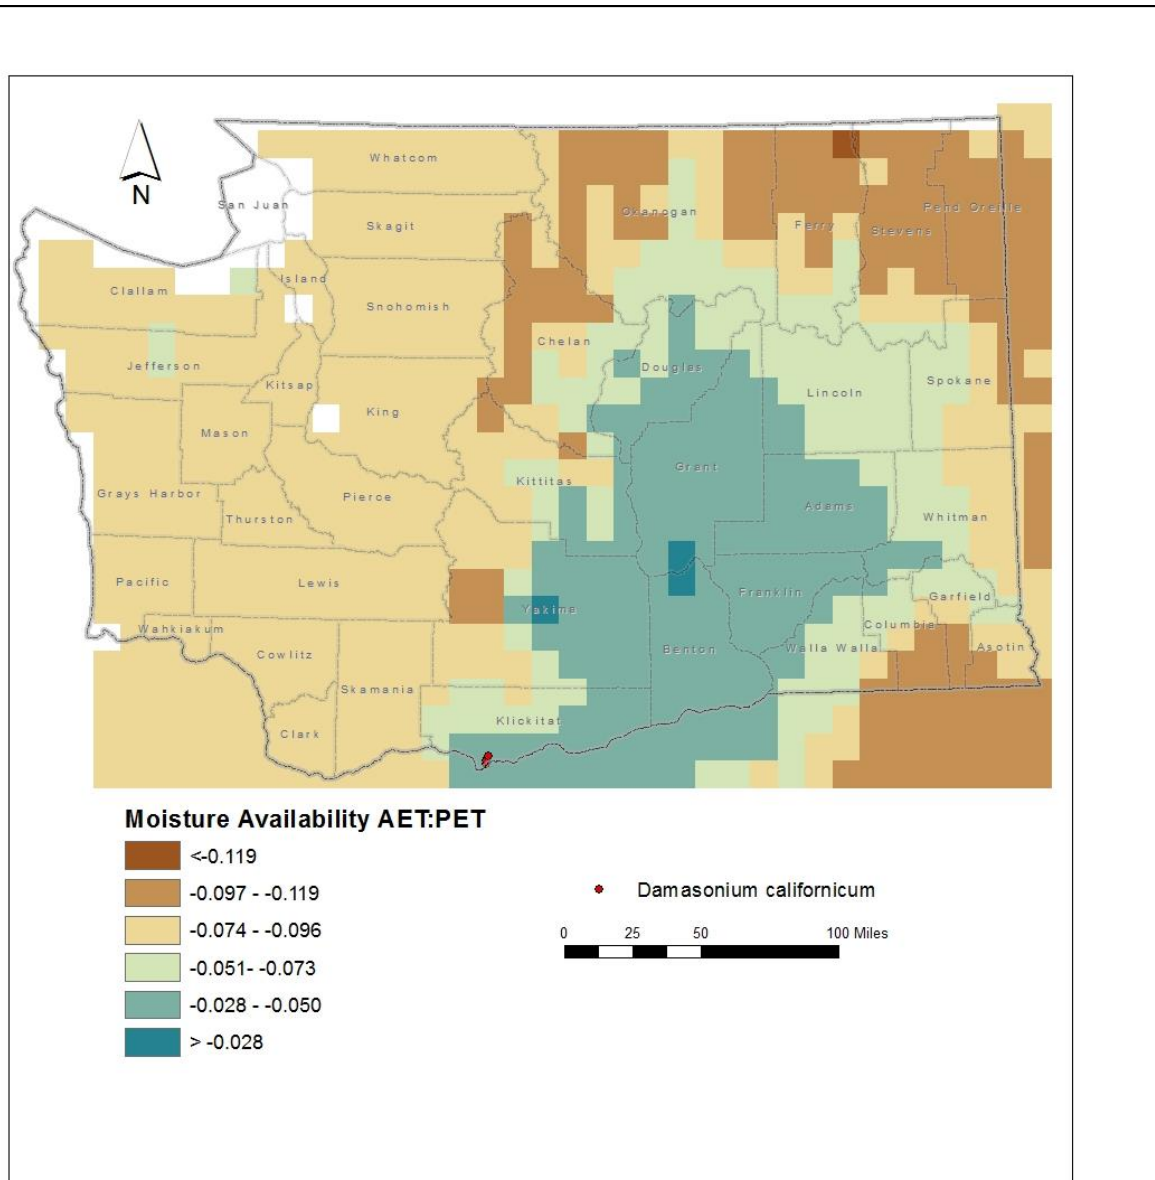 Whatcom
San Juan
N
Skagit
Okanogan
Ferry
Stevens
Pend Oreille
Island
Clallam
Snohomish
Chelan
Jefferson
Douglas
Kitsap
King
Lincoln
Spokane
Mason
Grant
Kittitas
Grays Harbor
Pierce
Thurston
Adams
Whitman
Pacific
Lewis
Yakima
Franklin
Garfield
Wahkiakum
Cowlitz
Benton
Columbia
Walla Walla
Asotin
Skamania
Klickitat
Clark
Moisture Availability AET:PET
<-0.119
-0.097 - -0.119
-0.074 - -0.096
-0.051- -0.073
-0.028 - -0.050
> -0.028
Damasonium californicum
0 25 50 100 Miles